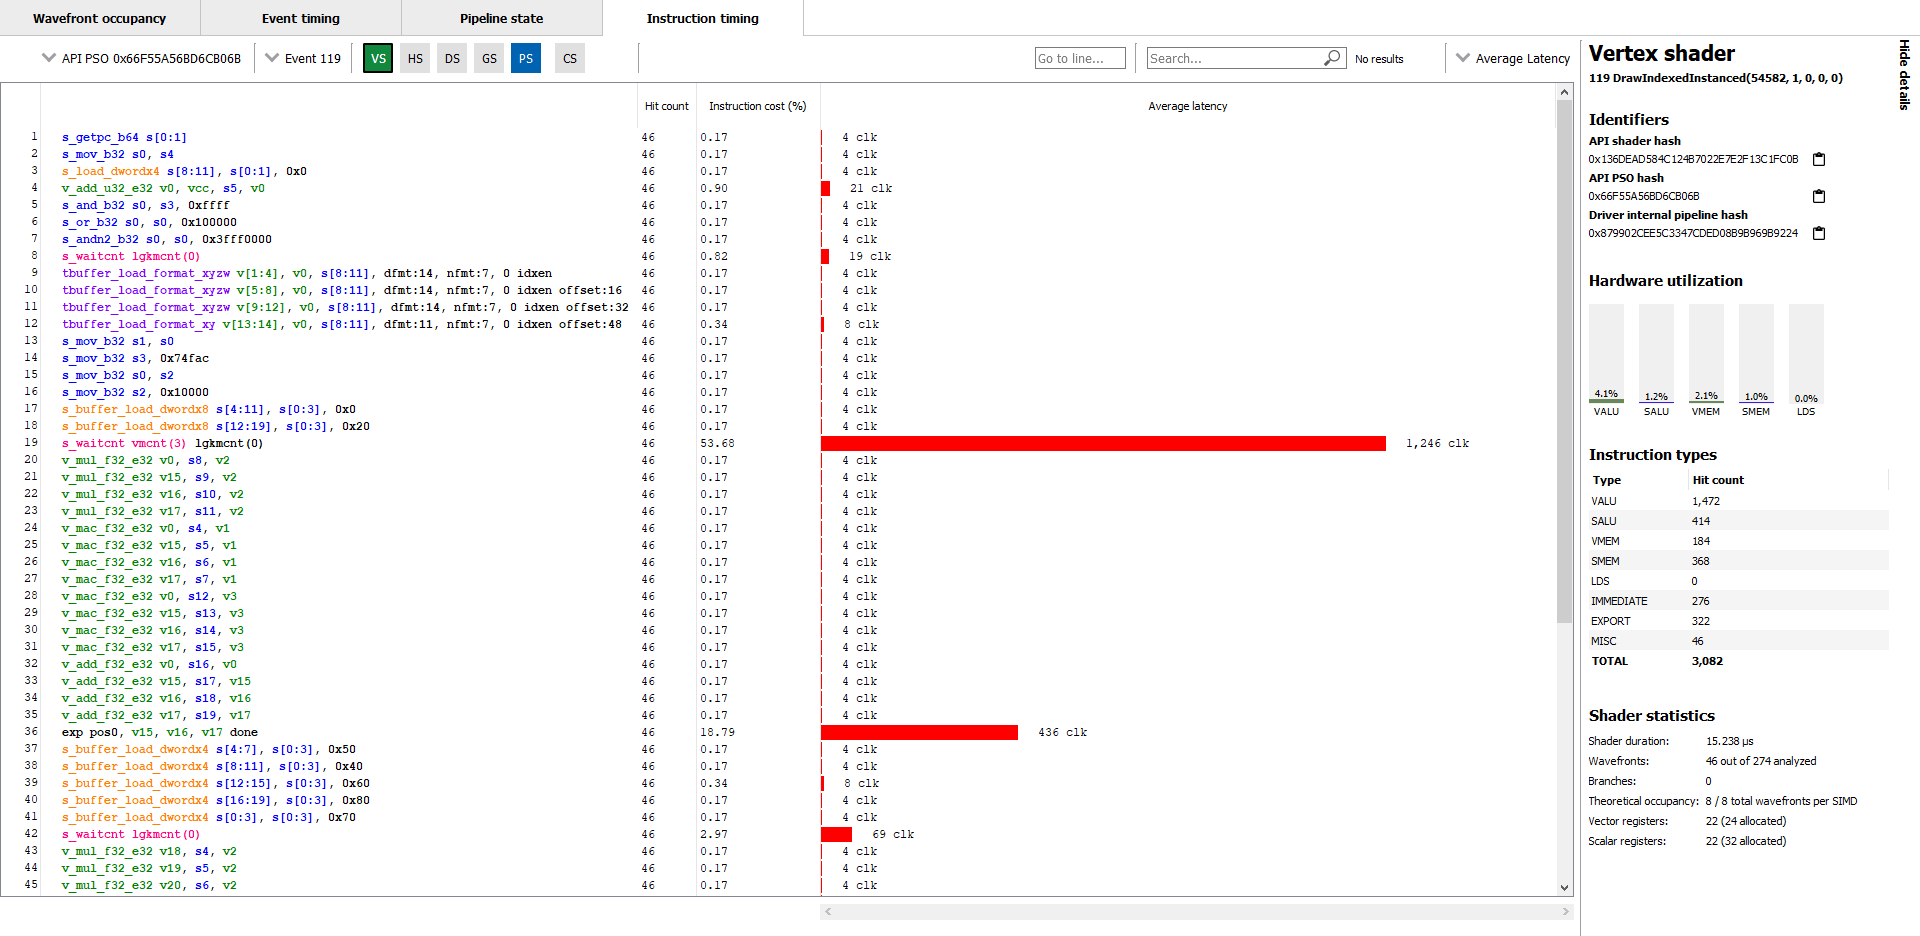 Wavefront occupancy Event timing Pipeline state Instruction timing
API PSO 0x66F55A56BD6CB06B Event 119 VS HS DS GS PS CS Go to line... Search... No results Average Latency
Hit count Instruction cost (%) Average latency
1 s_getpc_b64 s[0:1] 46 0.17 4 clk
2 s_mov_b32 s0, s4 46 0.17 4 clk
3 s_load_dwordx4 s[8:11], s[0:1], 0x0 46 0.17 4 clk
4 v_add_u32_e32 v0, vcc, s5, v0 46 0.90 21 clk
5 s_and_b32 s0, s3, 0xffff 46 0.17 4 clk
6 s_or_b32 s0, s0, 0x100000 46 0.17 4 clk
7 s_andn2_b32 s0, s0, 0x3fff0000 46 0.17 4 clk
8 s_waitcnt lgkmcnt(0) 46 0.82 19 clk
9 tbuffer_load_format_xyzw v[1:4], v0, s[8:11], dfmt:14, nfmt:7, 0 idxen 46 0.17 4 clk
10 tbuffer_load_format_xyzw v[5:8], v0, s[8:11], dfmt:14, nfmt:7, 0 idxen offset:16 46 0.17 4 clk
11 tbuffer_load_format_xyzw v[9:12], v0, s[8:11], dfmt:14, nfmt:7, 0 idxen offset:32 46 0.17 4 clk
12 tbuffer_load_format_xy v[13:14], v0, s[8:11], dfmt:11, nfmt:7, 0 idxen offset:48 46 0.34 8 clk
13 s_mov_b32 s1, s0 46 0.17 4 clk
14 s_mov_b32 s3, 0x74fac 46 0.17 4 clk
15 s_mov_b32 s0, s2 46 0.17 4 clk
16 s_mov_b32 s2, 0x10000 46 0.17 4 clk
17 s_buffer_load_dwordx8 s[4:11], s[0:3], 0x0 46 0.17 4 clk
18 s_buffer_load_dwordx8 s[12:19], s[0:3], 0x20 46 0.17 4 clk
19 s_waitcnt vmcnt(3) lgkmcnt(0) 46 53.68 1,246 clk
20 v_mul_f32_e32 v0, s8, v2 46 0.17 4 clk
21 v_mul_f32_e32 v15, s9, v2 46 0.17 4 clk
22 v_mul_f32_e32 v16, s10, v2 46 0.17 4 clk
23 v_mul_f32_e32 v17, s11, v2 46 0.17 4 clk
24 v_mac_f32_e32 v0, s4, v1 46 0.17 4 clk
25 v_mac_f32_e32 v15, s5, v1 46 0.17 4 clk
26 v_mac_f32_e32 v16, s6, v1 46 0.17 4 clk
27 v_mac_f32_e32 v17, s7, v1 46 0.17 4 clk
28 v_mac_f32_e32 v0, s12, v3 46 0.17 4 clk
29 v_mac_f32_e32 v15, s13, v3 46 0.17 4 clk
30 v_mac_f32_e32 v16, s14, v3 46 0.17 4 clk
31 v_mac_f32_e32 v17, s15, v3 46 0.17 4 clk
32 v_add_f32_e32 v0, s16, v0 46 0.17 4 clk
33 v_add_f32_e32 v15, s17, v15 46 0.17 4 clk
34 v_add_f32_e32 v16, s18, v16 46 0.17 4 clk
35 v_add_f32_e32 v17, s19, v17 46 0.17 4 clk
36 exp pos0, v15, v16, v17 done 46 18.79 436 clk
37 s_buffer_load_dwordx4 s[4:7], s[0:3], 0x50 46 0.17 4 clk
38 s_buffer_load_dwordx4 s[8:11], s[0:3], 0x40 46 0.17 4 clk
39 s_buffer_load_dwordx4 s[12:15], s[0:3], 0x60 46 0.34 8 clk
40 s_buffer_load_dwordx4 s[16:19], s[0:3], 0x80 46 0.17 4 clk
41 s_buffer_load_dwordx4 s[0:3], s[0:3], 0x70 46 0.17 4 clk
42 s_waitcnt lgkmcnt(0) 46 2.97 69 clk
43 v_mul_f32_e32 v18, s4, v2 46 0.17 4 clk
44 v_mul_f32_e32 v19, s5, v2 46 0.17 4 clk
45 v_mul_f32_e32 v20, s6, v2 46 0.17 4 clk
Hide details
Vertex shader
119 DrawIndexedInstanced(54582, 1, 0, 0, 0)
Identifiers
API shader hash
0x136DEAD584C124B7022E7E2F13C1FC0B
API PSO hash
0x66F55A56BD6CB06B
Driver internal pipeline hash
0x879902CEE5C3347CDED08B9B969B9224
Hardware utilization
4.1% 1.2% 2.1% 1.0% 0.0%
VALU SALU VMEM SMEM LDS
Instruction types
Type Hit count
VALU 1,472
SALU 414
VMEM 184
SMEM 368
LDS 0
IMMEDIATE 276
EXPORT 322
MISC 46
TOTAL 3,082
Shader statistics
Shader duration: 15.238 µs
Wavefronts: 46 out of 274 analyzed
Branches: 0
Theoretical occupancy: 8 / 8 total wavefronts per SIMD
Vector registers: 22 (24 allocated)
Scalar registers: 22 (32 allocated)